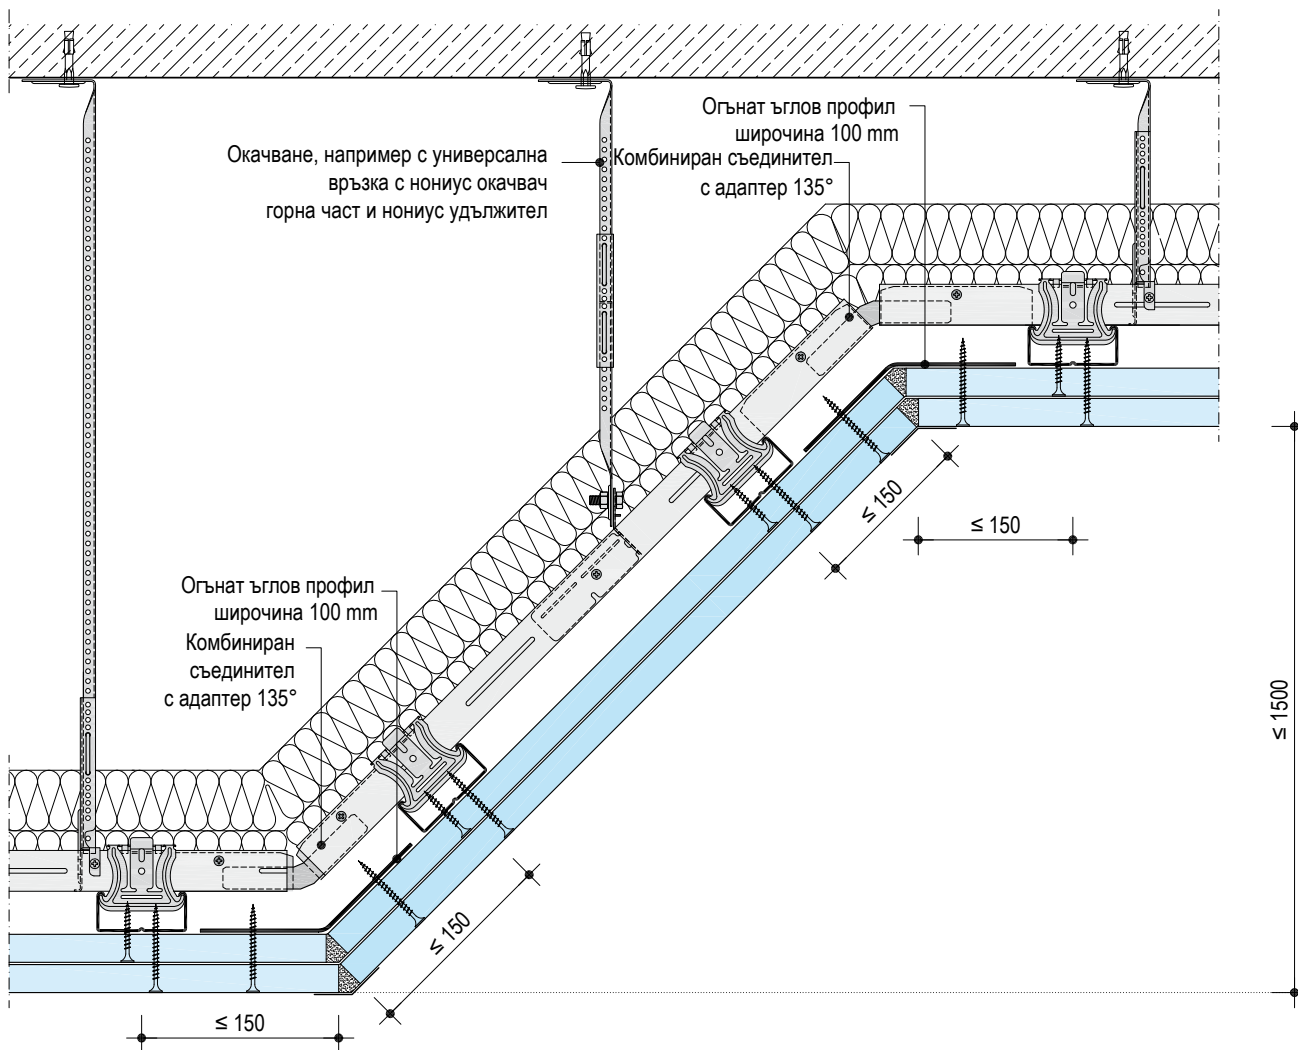 Огънат ъглов профил
широчина 100 mm
Окачване, например с универсална
връзка с нониус окачвач
горна част и нониус удължител
Комбиниран съединител
с адаптер 135°
≤ 150
≤ 150
Огънат ъглов профил
широчина 100 mm
Комбиниран
съединител
с адаптер 135°
≤ 1500
≤ 150
≤ 150